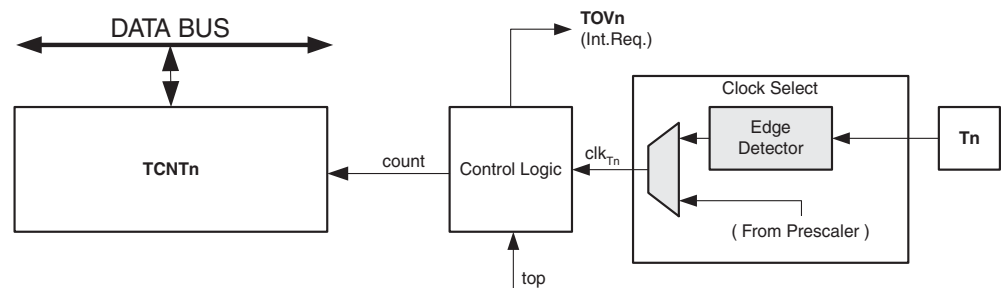 DATA BUS
TOVn
(Int.Req.)
Clock Select
TCNTn
count
Control Logic
clkTn
Edge
Detector
Tn
( From Prescaler )
top